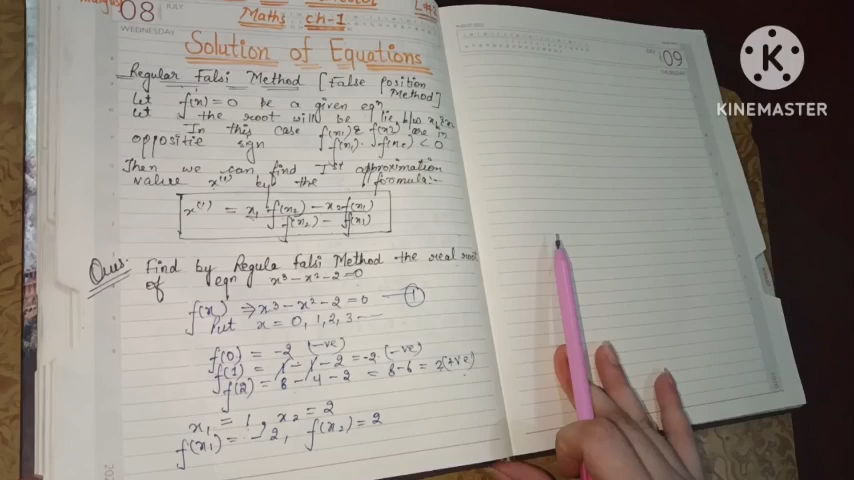 08 JULY
WEDNESDAY
Maths ch-1
Solution of Equations
Regular Falsi Method [False position Method]
Let f(x) = 0 be a given eqn
Let the root will be lie b/w x₁ & x₂
In this case f(x₁) & f(x₂) are in
oppositie sgn f(x₁) . f(x₂) < 0
Then we can find Ist approximation
value x⁽¹⁾ by the formula:-
x⁽¹⁾ = x₁ f(x₂) - x₂ f(x₁) / f(x₂) - f(x₁)
Ques: Find by Regula Falsi Method the real root
of eqn x³ - x² - 2 = 0
f(x) ⇒ x³ - x² - 2 = 0 — ①
Put x = 0, 1, 2, 3 ---
f(0) = -2 (-ve)
f(1) = 1 - 1 - 2 = -2 (-ve)
f(2) = 8 - 4 - 2 = 8 - 6 = 2 (+ve)
x₁ = 1, x₂ = 2
f(x₁) = -2, f(x₂) = 2
09
THURSDAY
KINEMASTER